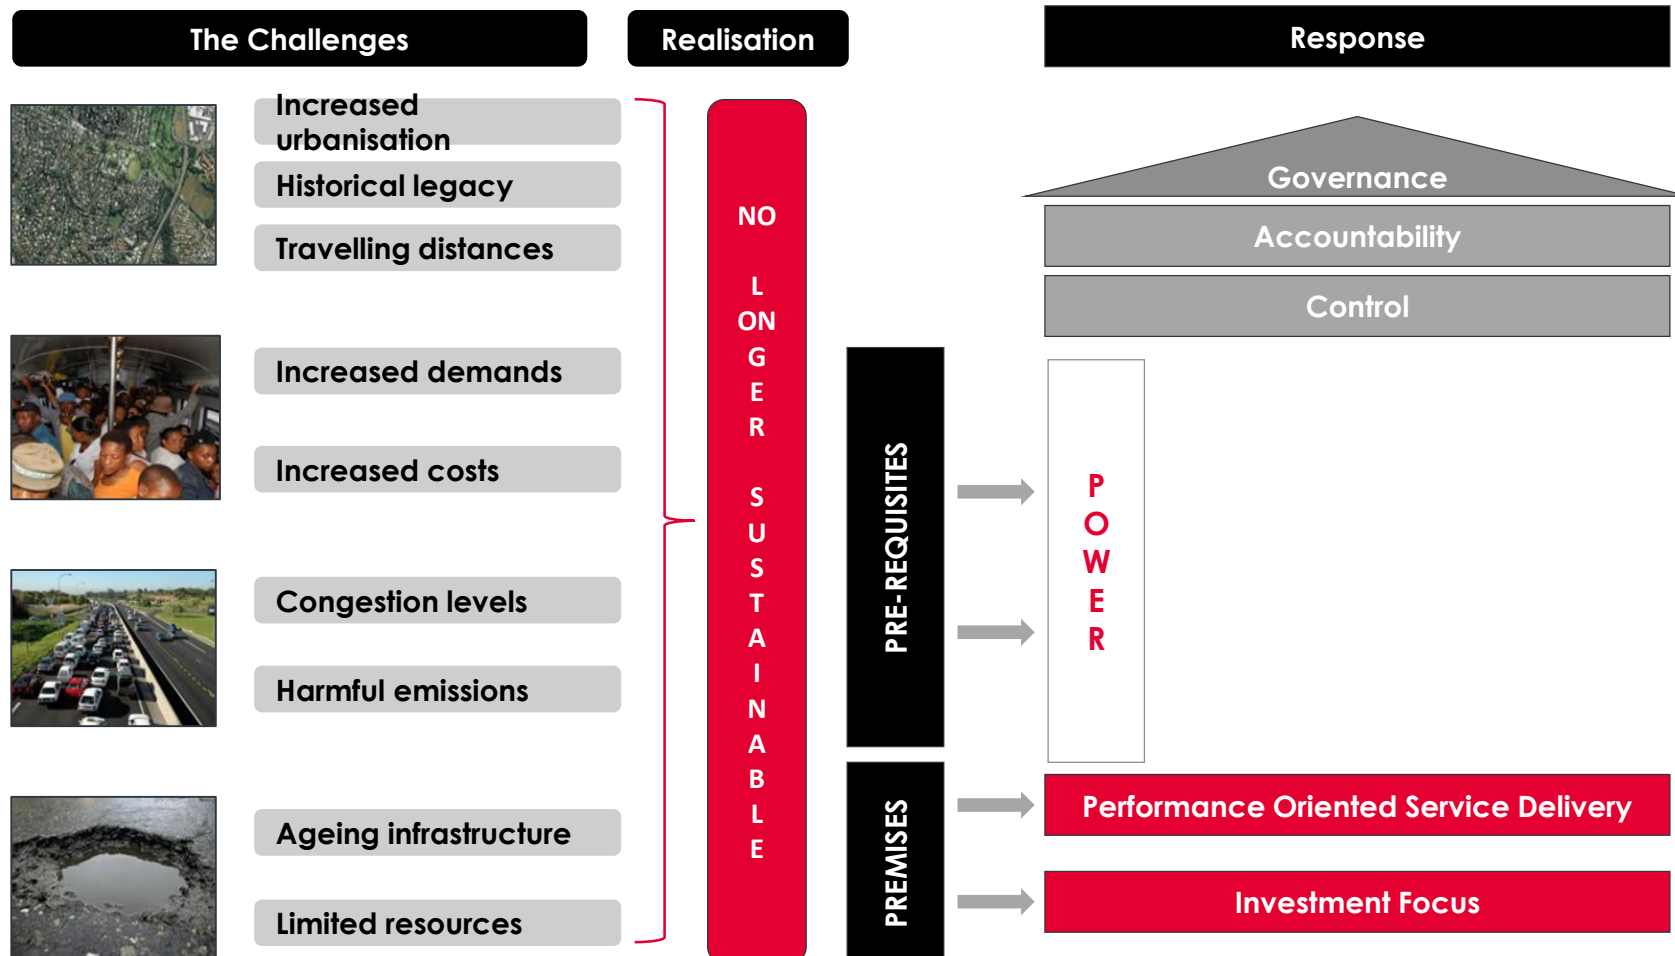 The Challenges
Realisation
Response
Increased
urbanisation
Historical legacy
Travelling distances
Increased demands
Increased costs
Congestion levels
Harmful emissions
Ageing infrastructure
Limited resources
NO
L
ON
G
E
R
S
U
S
T
A
I
N
A
B
L
E
PRE-REQUISITES
PREMISES
Governance
Accountability
Control
P
O
W
E
R
Performance Oriented Service Delivery
Investment Focus